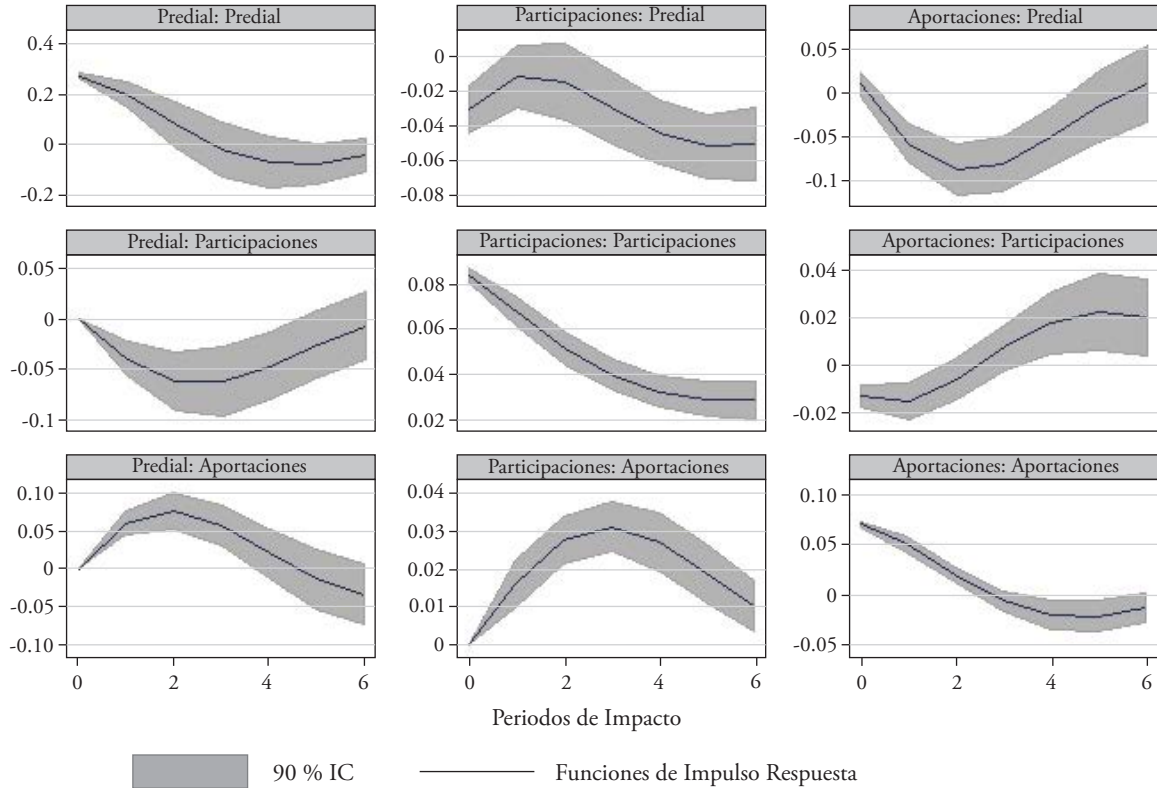 Predial: Predial
Participaciones: Predial
Aportaciones: Predial
0.4
0.2
0
-0.2
0
-0.02
-0.04
-0.06
-0.08
0.05
0
-0.05
-0.1
Predial: Participaciones
Participaciones: Participaciones
Aportaciones: Participaciones
0.05
0
-0.05
-0.1
0.08
0.06
0.04
0.02
0.04
0.02
0
-0.02
Predial: Aportaciones
Participaciones: Aportaciones
Aportaciones: Aportaciones
0.10
0.05
0
-0.05
-0.10
0.04
0.03
0.02
0.01
0
0.10
0.05
0
-0.05
0 2 4 6
0 2 4 6
0 2 4 6
Periodos de Impacto
90 % IC
Funciones de Impulso Respuesta